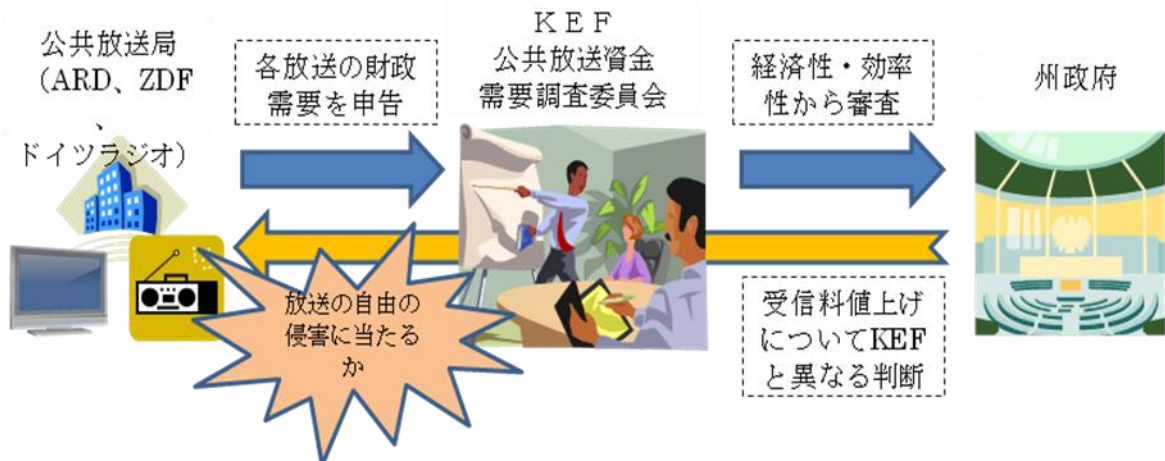 公共放送局
（ARD、ZDF
、
ドイツラジオ）
各放送の財政
需要を申告
ＫＥＦ
公共放送資金
需要調査委員会
経済性・効率
性から審査
州政府
放送の自由の
侵害に当たる
か
受信料値上げ
についてKEF
と異なる判断